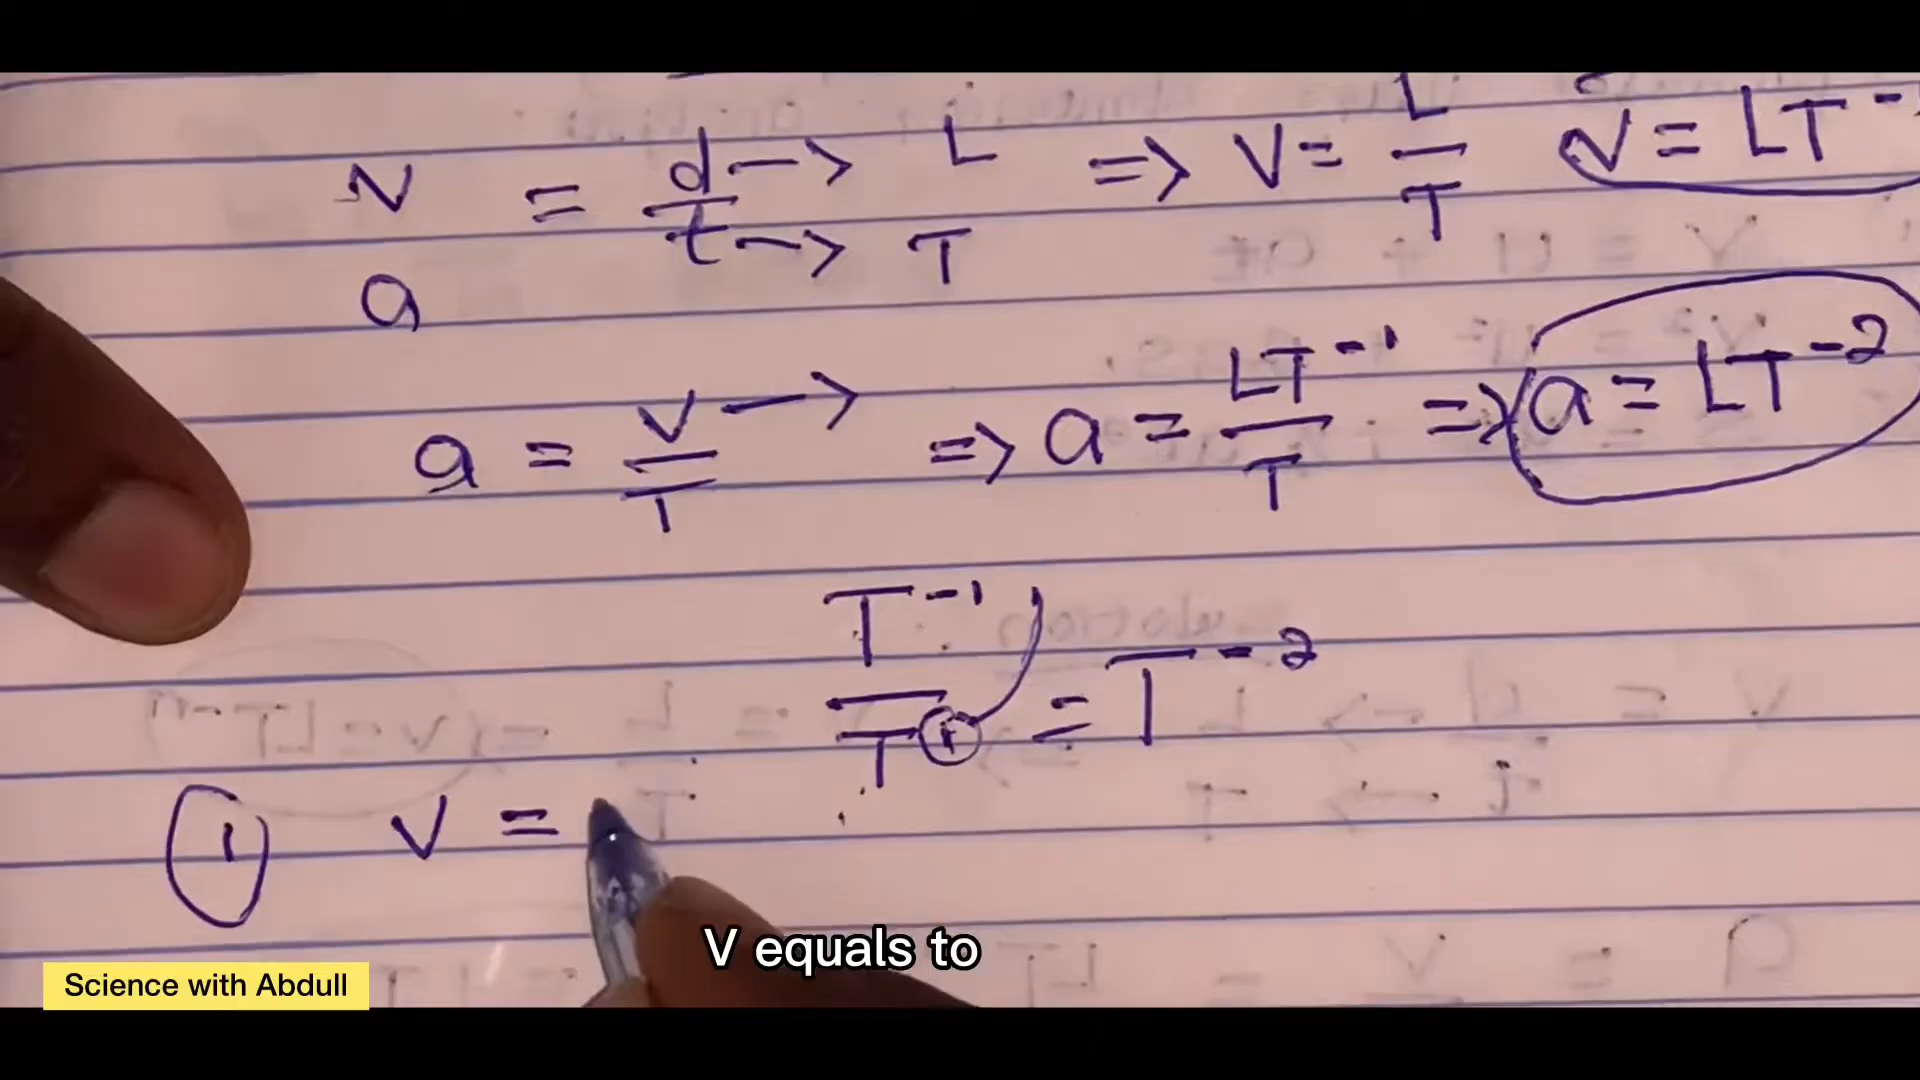 V = d/t -> L -> T => V = L/T V = LT⁻¹
a
a = V/T -> => a = LT⁻¹/T => a = LT⁻²
T⁻¹/T¹ = T⁻²
1 V =
V equals to
Science with Abdull